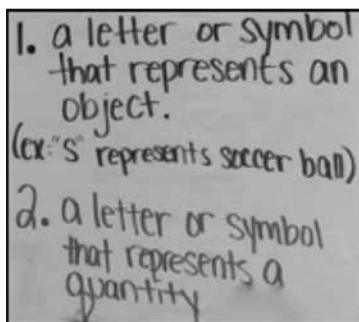 1. a letter or symbol
that represents an
object.
(ex: "S" represents soccer ball)
2. a letter or symbol
that represents a
quantity